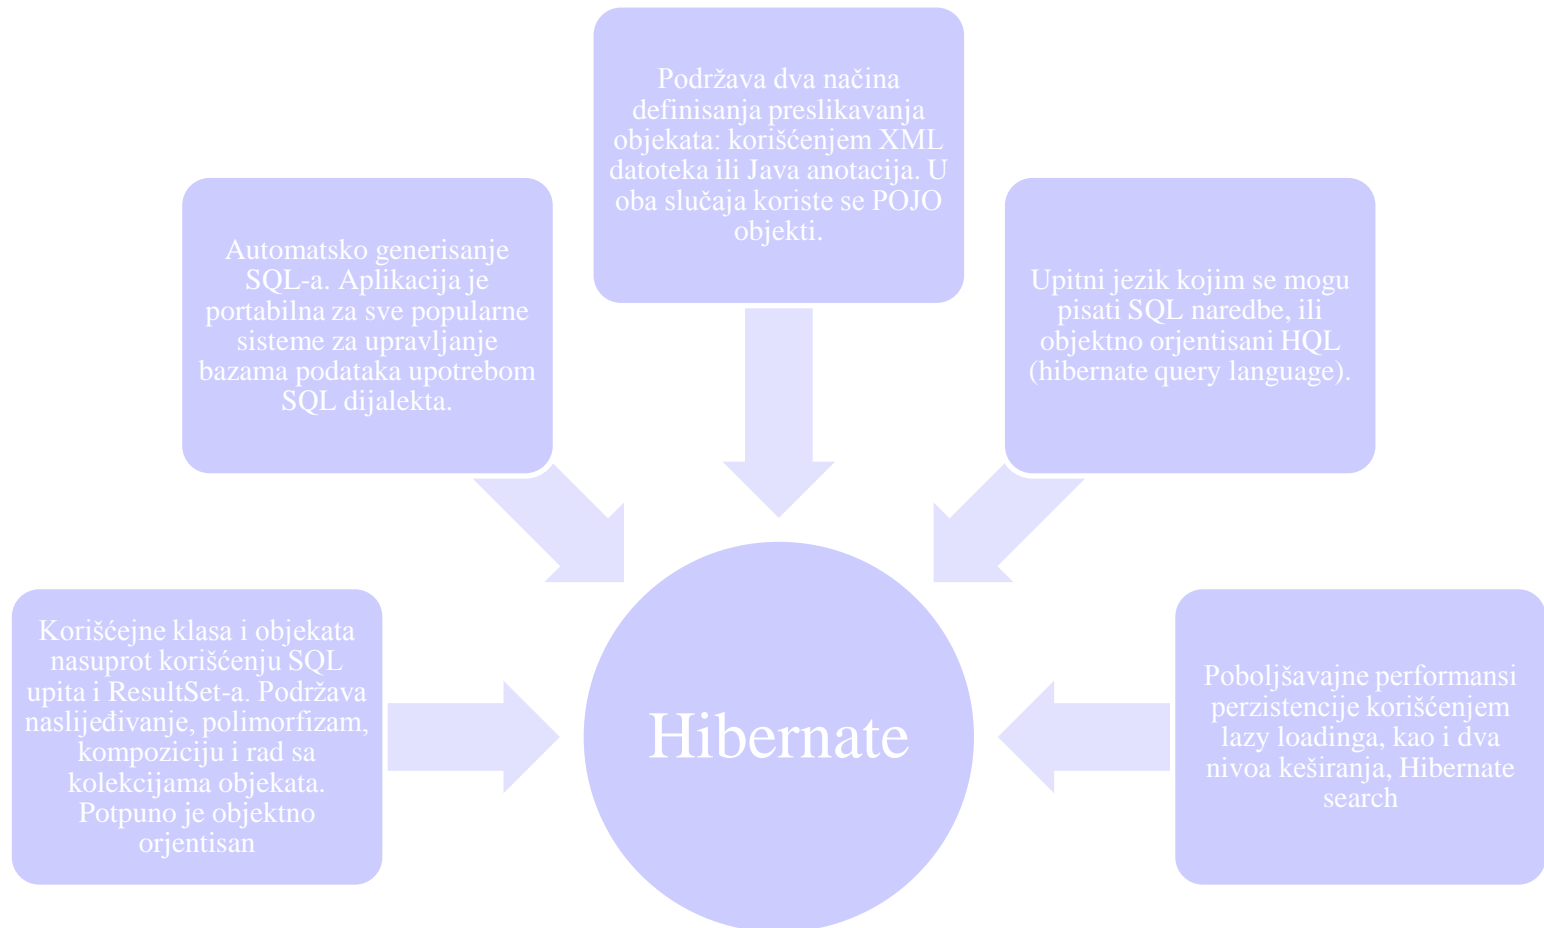 Podržava dva načina
definisanja preslikavanja
objekata: korišćenjem XML
datoteka ili Java anotacija. U
oba slučaja koriste se POJO
objekti.
Automatsko generisanje
SQL-a. Aplikacija je
portabilna za sve popularne
sisteme za upravljanje
bazama podataka upotrebom
SQL dijalekta.
Upitni jezik kojim se mogu
pisati SQL naredbe, ili
objektno orjentisani HQL
(hibernate query language).
Korišćejne klasa i objekata
nasuprot korišćenju SQL
upita i ResultSet-a. Podržava
naslijeđivanje, polimorfizam,
kompoziciju i rad sa
kolekcijama objekata.
Potpuno je objektno
orjentisan
Hibernate
Poboljšavajne performansi
perzistencije korišćenjem
lazy loadinga, kao i dva
nivoa keširanja, Hibernate
search